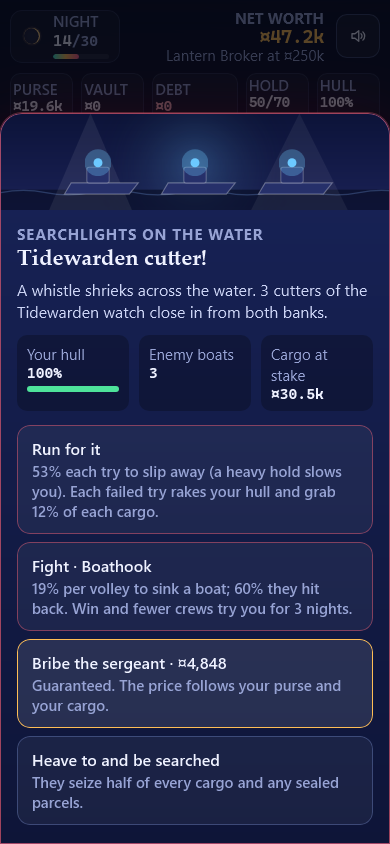 NIGHT
14/30
NET WORTH
¤47.2k
Lantern Broker at ¤250k
PURSE
¤19.6k
VAULT
¤0
DEBT
¤0
HOLD
50/70
HULL
100%
SEARCHLIGHTS ON THE WATER
Tidewarden cutter!
A whistle shrieks across the water. 3 cutters of the
Tidewarden watch close in from both banks.
Your hull
100%
Enemy boats
3
Cargo at
stake
¤30.5k
Run for it
53% each try to slip away (a heavy hold slows
you). Each failed try rakes your hull and grab
12% of each cargo.
Fight · Boathook
19% per volley to sink a boat; 60% they hit
back. Win and fewer crews try you for 3 nights.
Bribe the sergeant · ¤4,848
Guaranteed. The price follows your purse and
your cargo.
Heave to and be searched
They seize half of every cargo and any sealed
parcels.